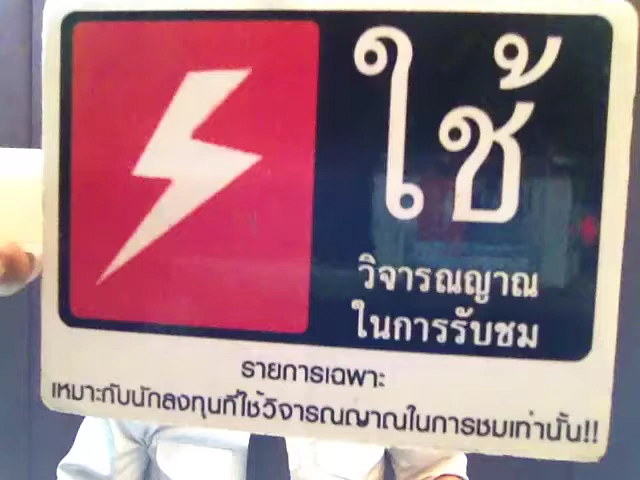 ใช้
วิจารณญาณ
ในการรับชม
รายการเฉพาะ
เหมาะกับนักลงทุนที่ใช้วิจารณญาณในการชมเท่านั้น!!